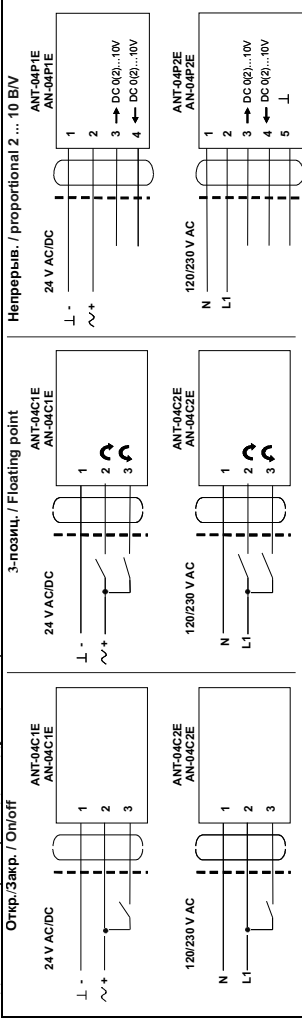 Откр./Закр. / On/off
24 V AC/DC
ANT-04C1E
AN-04C1E
⊥ -
~ +
1
2
3
120/230 V AC
ANT-04C2E
AN-04C2E
N
L1
1
2
3
3-позиц. / Floating point
24 V AC/DC
ANT-04C1E
AN-04C1E
⊥ -
~ +
1
2
3
120/230 V AC
ANT-04C2E
AN-04C2E
N
L1
1
2
3
Непрерыв. / proportional 2 ... 10 В/V
24 V AC/DC
ANT-04P1E
AN-04P1E
⊥ -
~ +
1
2
3 → DC 0(2)...10V
4 ← DC 0(2)...10V
120/230 V AC
ANT-04P2E
AN-04P2E
N
L1
1
2
3 → DC 0(2)...10V
4 ← DC 0(2)...10V
5 ⊥